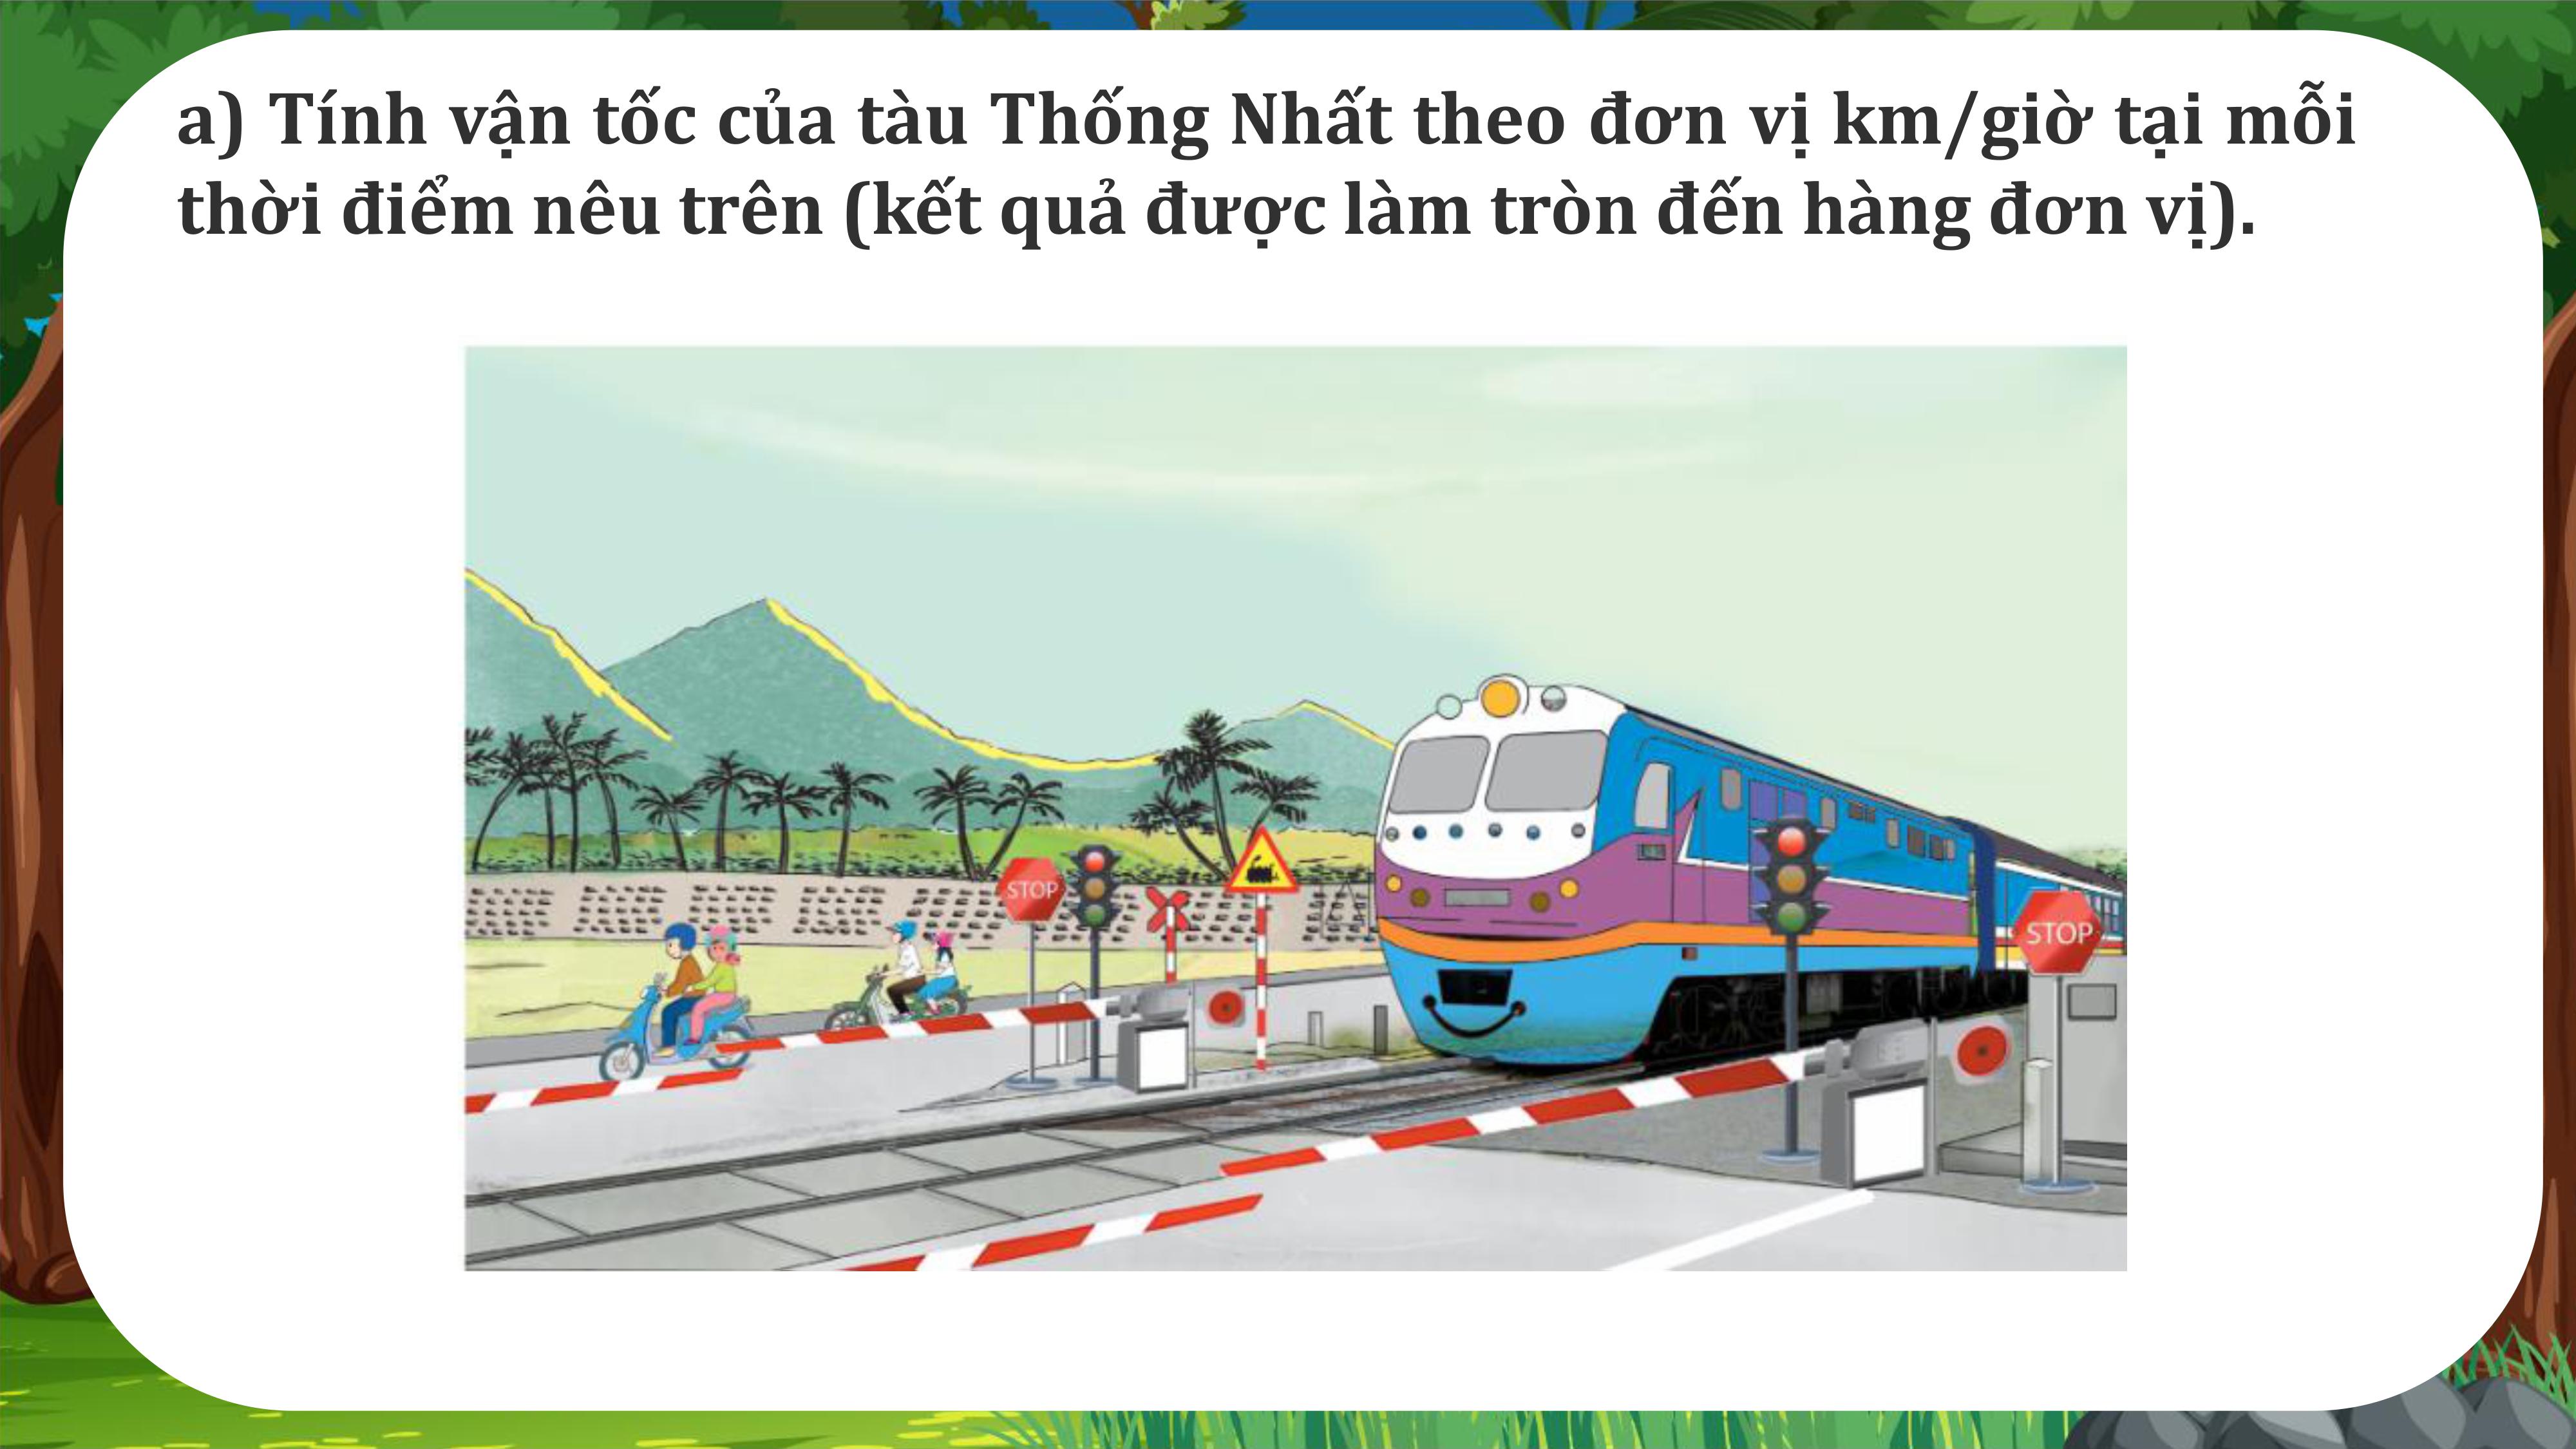 a) Tính vận tốc của tàu Thống Nhất theo đơn vị km/giờ tại mỗi
thời điểm nêu trên (kết quả được làm tròn đến hàng đơn vị).
STOP
STOP